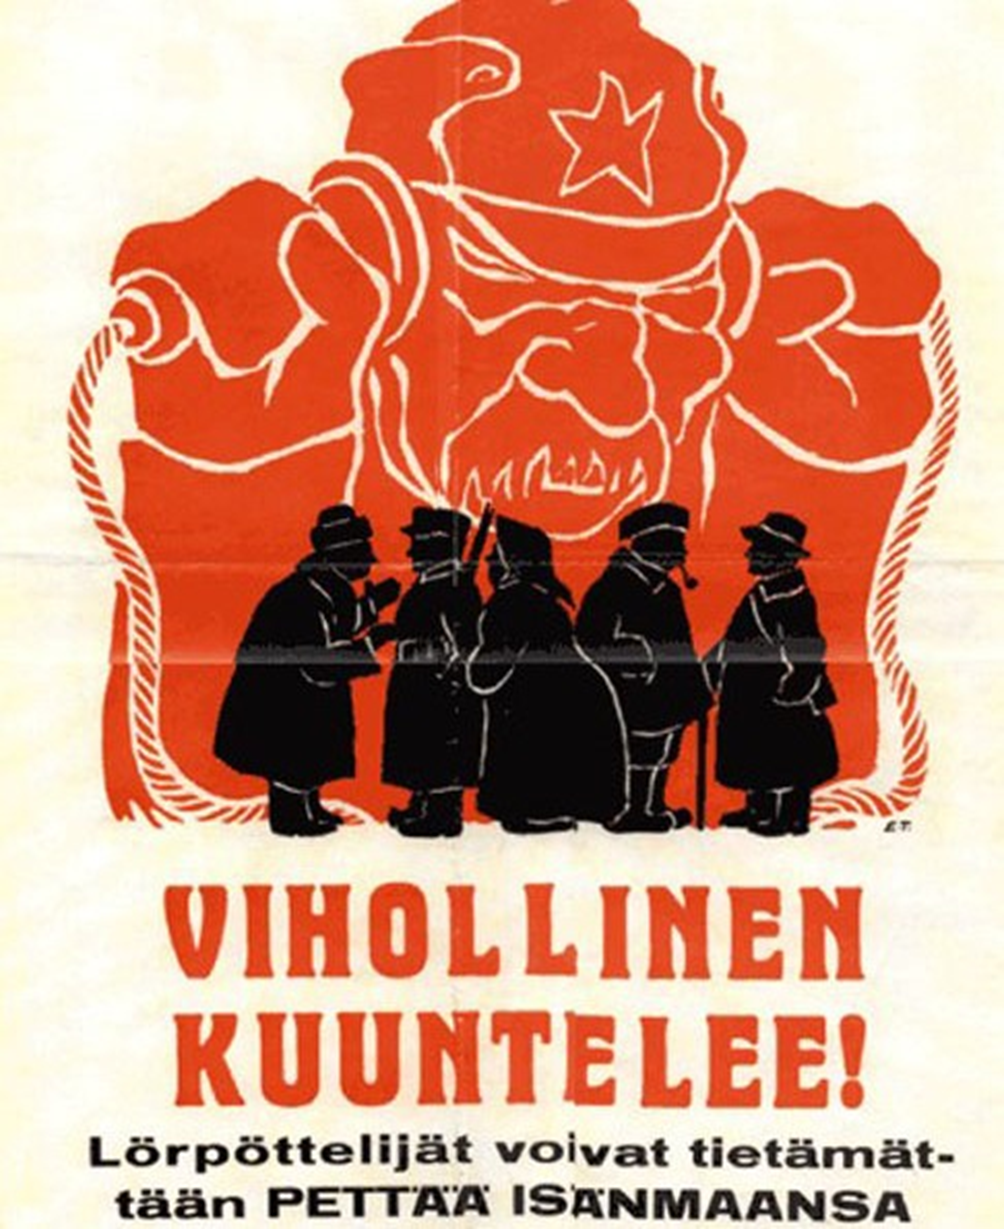 E.T.
VIHOLLINEN
KUUNTELEE!
Lörpöttelijät voivat tietämät-
tään PETTÄÄ ISÄNMAANSA